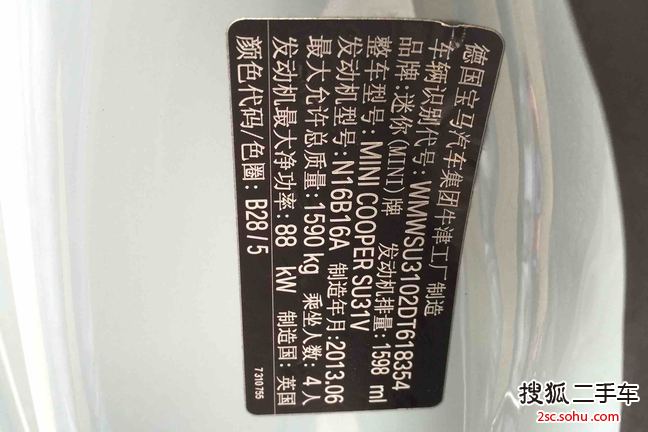 德国宝马汽车集团牛津工厂 制造
车辆识别代号: WMWSU3102DT618354
品牌: 迷你 (MINI) 牌 发动机排量: 1598 ml
整车型号: MINI COOPER SU31V
发动机型号: N16B16A 制造年月: 2013.06
最大允许总质量: 1590 kg 乘坐人数: 4人
发动机最大净功率: 88 kW 制造国: 英国
颜色代码/色圈: B28/5
7310755
搜狐二手车
2sc.sohu.com